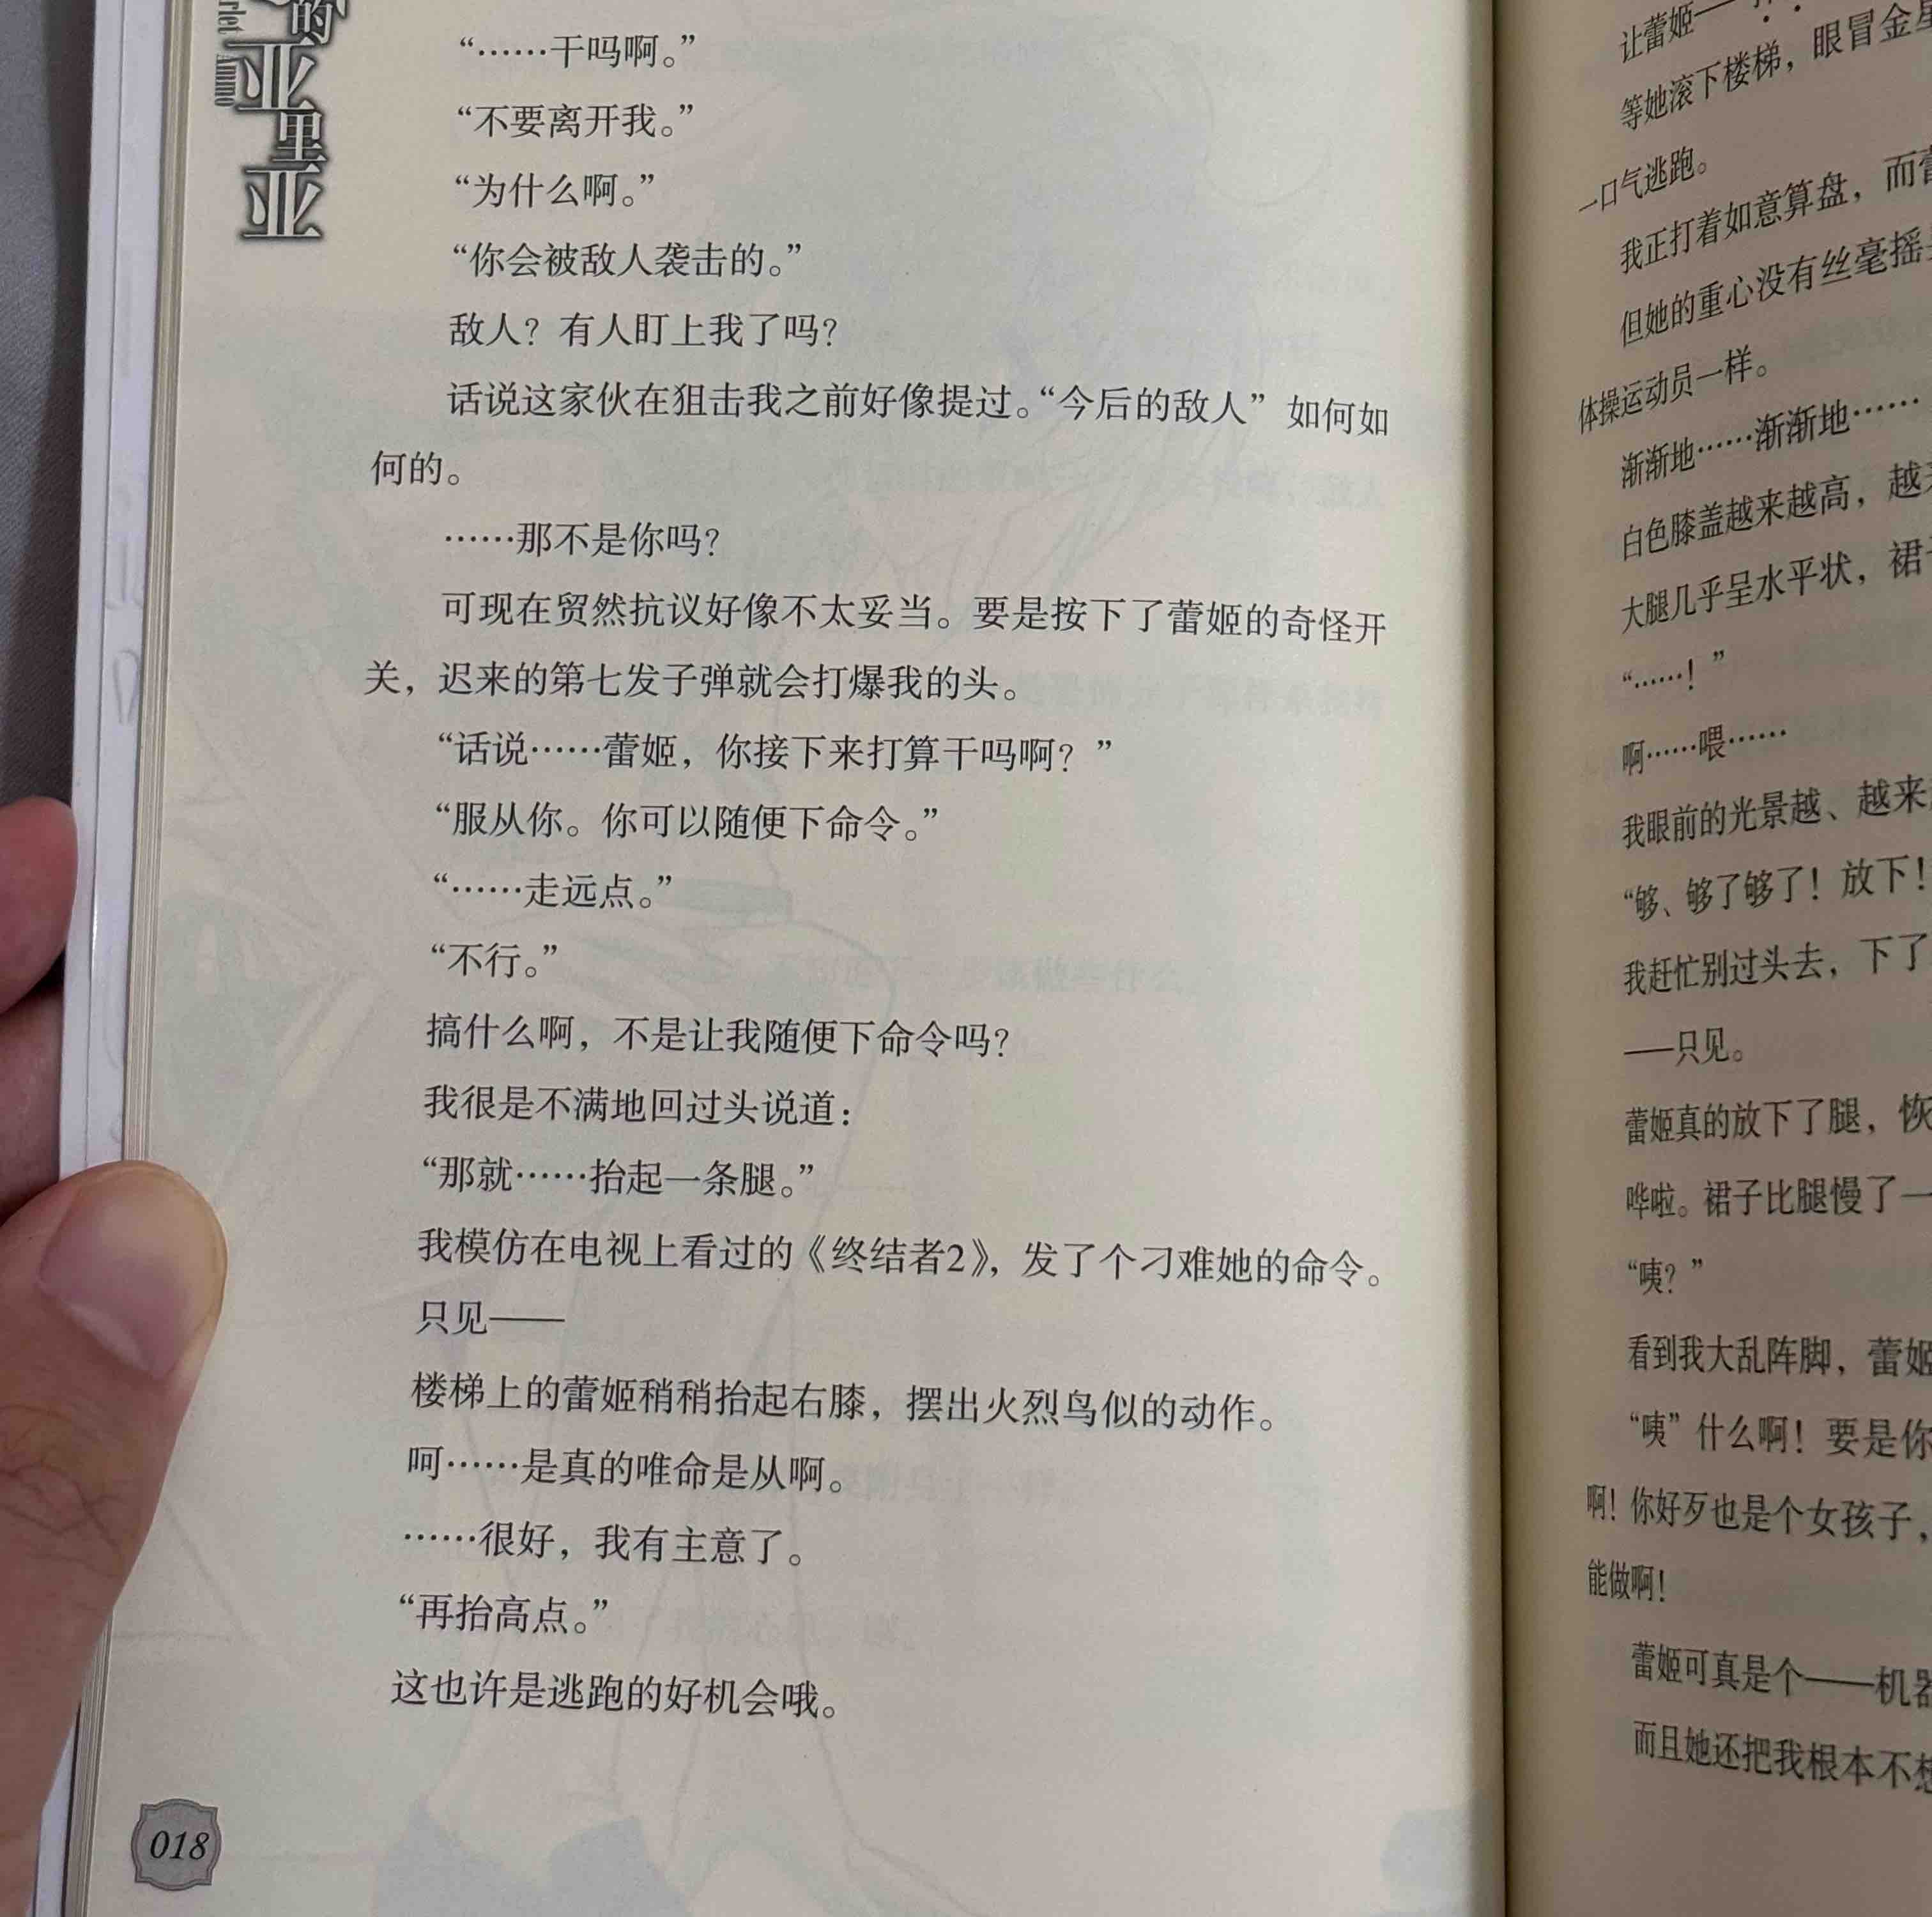 的
亚里亚
“……干吗啊。”
“不要离开我。”
“为什么啊。”
“你会被敌人袭击的。”
敌人？有人盯上我了吗？
话说这家伙在狙击我之前好像提过。“今后的敌人”如何如
何的。
……那不是你吗？
可现在贸然抗议好像不太妥当。要是按下了蕾姬的奇怪开
关，迟来的第七发子弹就会打爆我的头。
“话说……蕾姬，你接下来打算干吗啊？”
“服从你。你可以随便下命令。”
“……走远点。”
“不行。”
搞什么啊，不是让我随便下命令吗？
我很是不满地回过头说道：
“那就……抬起一条腿。”
我模仿在电视上看过的《终结者2》，发了个刁难她的命令。
只见——
楼梯上的蕾姬稍稍抬起右膝，摆出火烈鸟似的动作。
呵……是真的唯命是从啊。
……很好，我有主意了。
“再抬高点。”
这也许是逃跑的好机会哦。
018
让蕾姬——
等她滚下楼梯，眼冒金星
一口气逃跑。
我正打着如意算盘，而
但她的重心没有丝毫摇
体操运动员一样。
渐渐地……渐渐地……
白色膝盖越来越高，越
大腿几乎呈水平状，裙
“……！”
啊……喂……
我眼前的光景越、越来
“够、够了够了！放下！
我赶忙别过头去，下了
——只见。
蕾姬真的放下了腿，恢
哗啦。裙子比腿慢了一
“咦？”
看到我大乱阵脚，蕾姬
“咦”什么啊！要是你
啊！你好歹也是个女孩子，
能做啊！
蕾姬可真是个——机器
而且她还把我根本不想